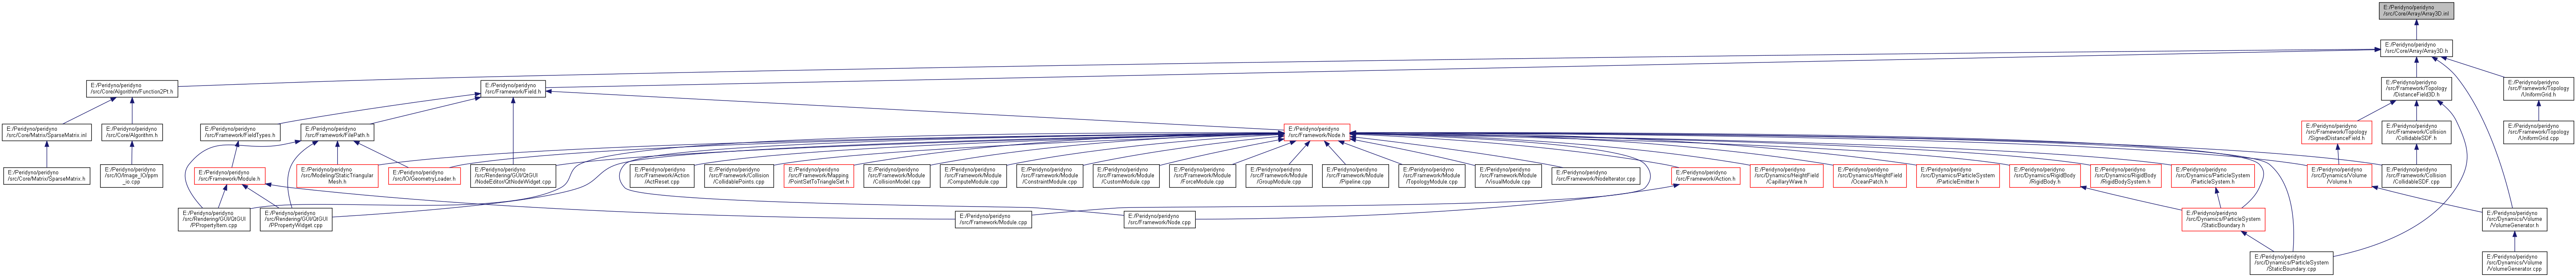 E:/Peridyno/peridyno
/src/Core/Array/Array3D.inl
E:/Peridyno/peridyno
/src/Core/Array/Array3D.h
E:/Peridyno/peridyno
/src/Core/Algorithm/Function2Pt.h
E:/Peridyno/peridyno
/src/Framework/Field.h
E:/Peridyno/peridyno
/src/Framework/Topology
/DistanceField3D.h
E:/Peridyno/peridyno
/src/Framework/Topology
/UniformGrid.h
E:/Peridyno/peridyno
/src/Core/Matrix/SparseMatrix.inl
E:/Peridyno/peridyno
/src/Core/Algorithm.h
E:/Peridyno/peridyno
/src/Framework/FieldTypes.h
E:/Peridyno/peridyno
/src/Framework/FilePath.h
E:/Peridyno/peridyno
/src/Framework/Node.h
E:/Peridyno/peridyno
/src/Framework/Topology
/SignedDistanceField.h
E:/Peridyno/peridyno
/src/Framework/Collision
/CollidableSDF.h
E:/Peridyno/peridyno
/src/Framework/Topology
/UniformGrid.cpp
E:/Peridyno/peridyno
/src/Core/Matrix/SparseMatrix.h
E:/Peridyno/peridyno
/src/IO/Image_IO/ppm
_io.cpp
E:/Peridyno/peridyno
/src/Framework/Module.h
E:/Peridyno/peridyno
/src/Modeling/StaticTriangular
Mesh.h
E:/Peridyno/peridyno
/src/IO/GeometryLoader.h
E:/Peridyno/peridyno
/src/Rendering/GUI/QtGUI
/NodeEditor/QtNodeWidget.cpp
E:/Peridyno/peridyno
/src/Framework/Action
/ActReset.cpp
E:/Peridyno/peridyno
/src/Framework/Collision
/CollidablePoints.cpp
E:/Peridyno/peridyno
/src/Framework/Mapping
/PointSetToTriangleSet.h
E:/Peridyno/peridyno
/src/Framework/Module
/CollisionModel.cpp
E:/Peridyno/peridyno
/src/Framework/Module
/ComputeModule.cpp
E:/Peridyno/peridyno
/src/Framework/Module
/ConstraintModule.cpp
E:/Peridyno/peridyno
/src/Framework/Module
/CustomModule.cpp
E:/Peridyno/peridyno
/src/Framework/Module
/ForceModule.cpp
E:/Peridyno/peridyno
/src/Framework/Module
/GroupModule.cpp
E:/Peridyno/peridyno
/src/Framework/Module
/Pipeline.cpp
E:/Peridyno/peridyno
/src/Framework/Module
/TopologyModule.cpp
E:/Peridyno/peridyno
/src/Framework/Module
/VisualModule.cpp
E:/Peridyno/peridyno
/src/Framework/NodeIterator.cpp
E:/Peridyno/peridyno
/src/Framework/Action.h
E:/Peridyno/peridyno
/src/Dynamics/HeightField
/CapillaryWave.h
E:/Peridyno/peridyno
/src/Dynamics/HeightField
/OceanPatch.h
E:/Peridyno/peridyno
/src/Dynamics/ParticleSystem
/ParticleEmitter.h
E:/Peridyno/peridyno
/src/Dynamics/RigidBody
/RigidBody.h
E:/Peridyno/peridyno
/src/Dynamics/RigidBody
/RigidBodySystem.h
E:/Peridyno/peridyno
/src/Dynamics/ParticleSystem
/ParticleSystem.h
E:/Peridyno/peridyno
/src/Dynamics/Volume
/Volume.h
E:/Peridyno/peridyno
/src/Framework/Collision
/CollidableSDF.cpp
E:/Peridyno/peridyno
/src/Rendering/GUI/QtGUI
/PPropertyItem.cpp
E:/Peridyno/peridyno
/src/Rendering/GUI/QtGUI
/PPropertyWidget.cpp
E:/Peridyno/peridyno
/src/Framework/Module.cpp
E:/Peridyno/peridyno
/src/Framework/Node.cpp
E:/Peridyno/peridyno
/src/Dynamics/ParticleSystem
/StaticBoundary.h
E:/Peridyno/peridyno
/src/Dynamics/Volume
/VolumeGenerator.h
E:/Peridyno/peridyno
/src/Dynamics/ParticleSystem
/StaticBoundary.cpp
E:/Peridyno/peridyno
/src/Dynamics/Volume
/VolumeGenerator.cpp